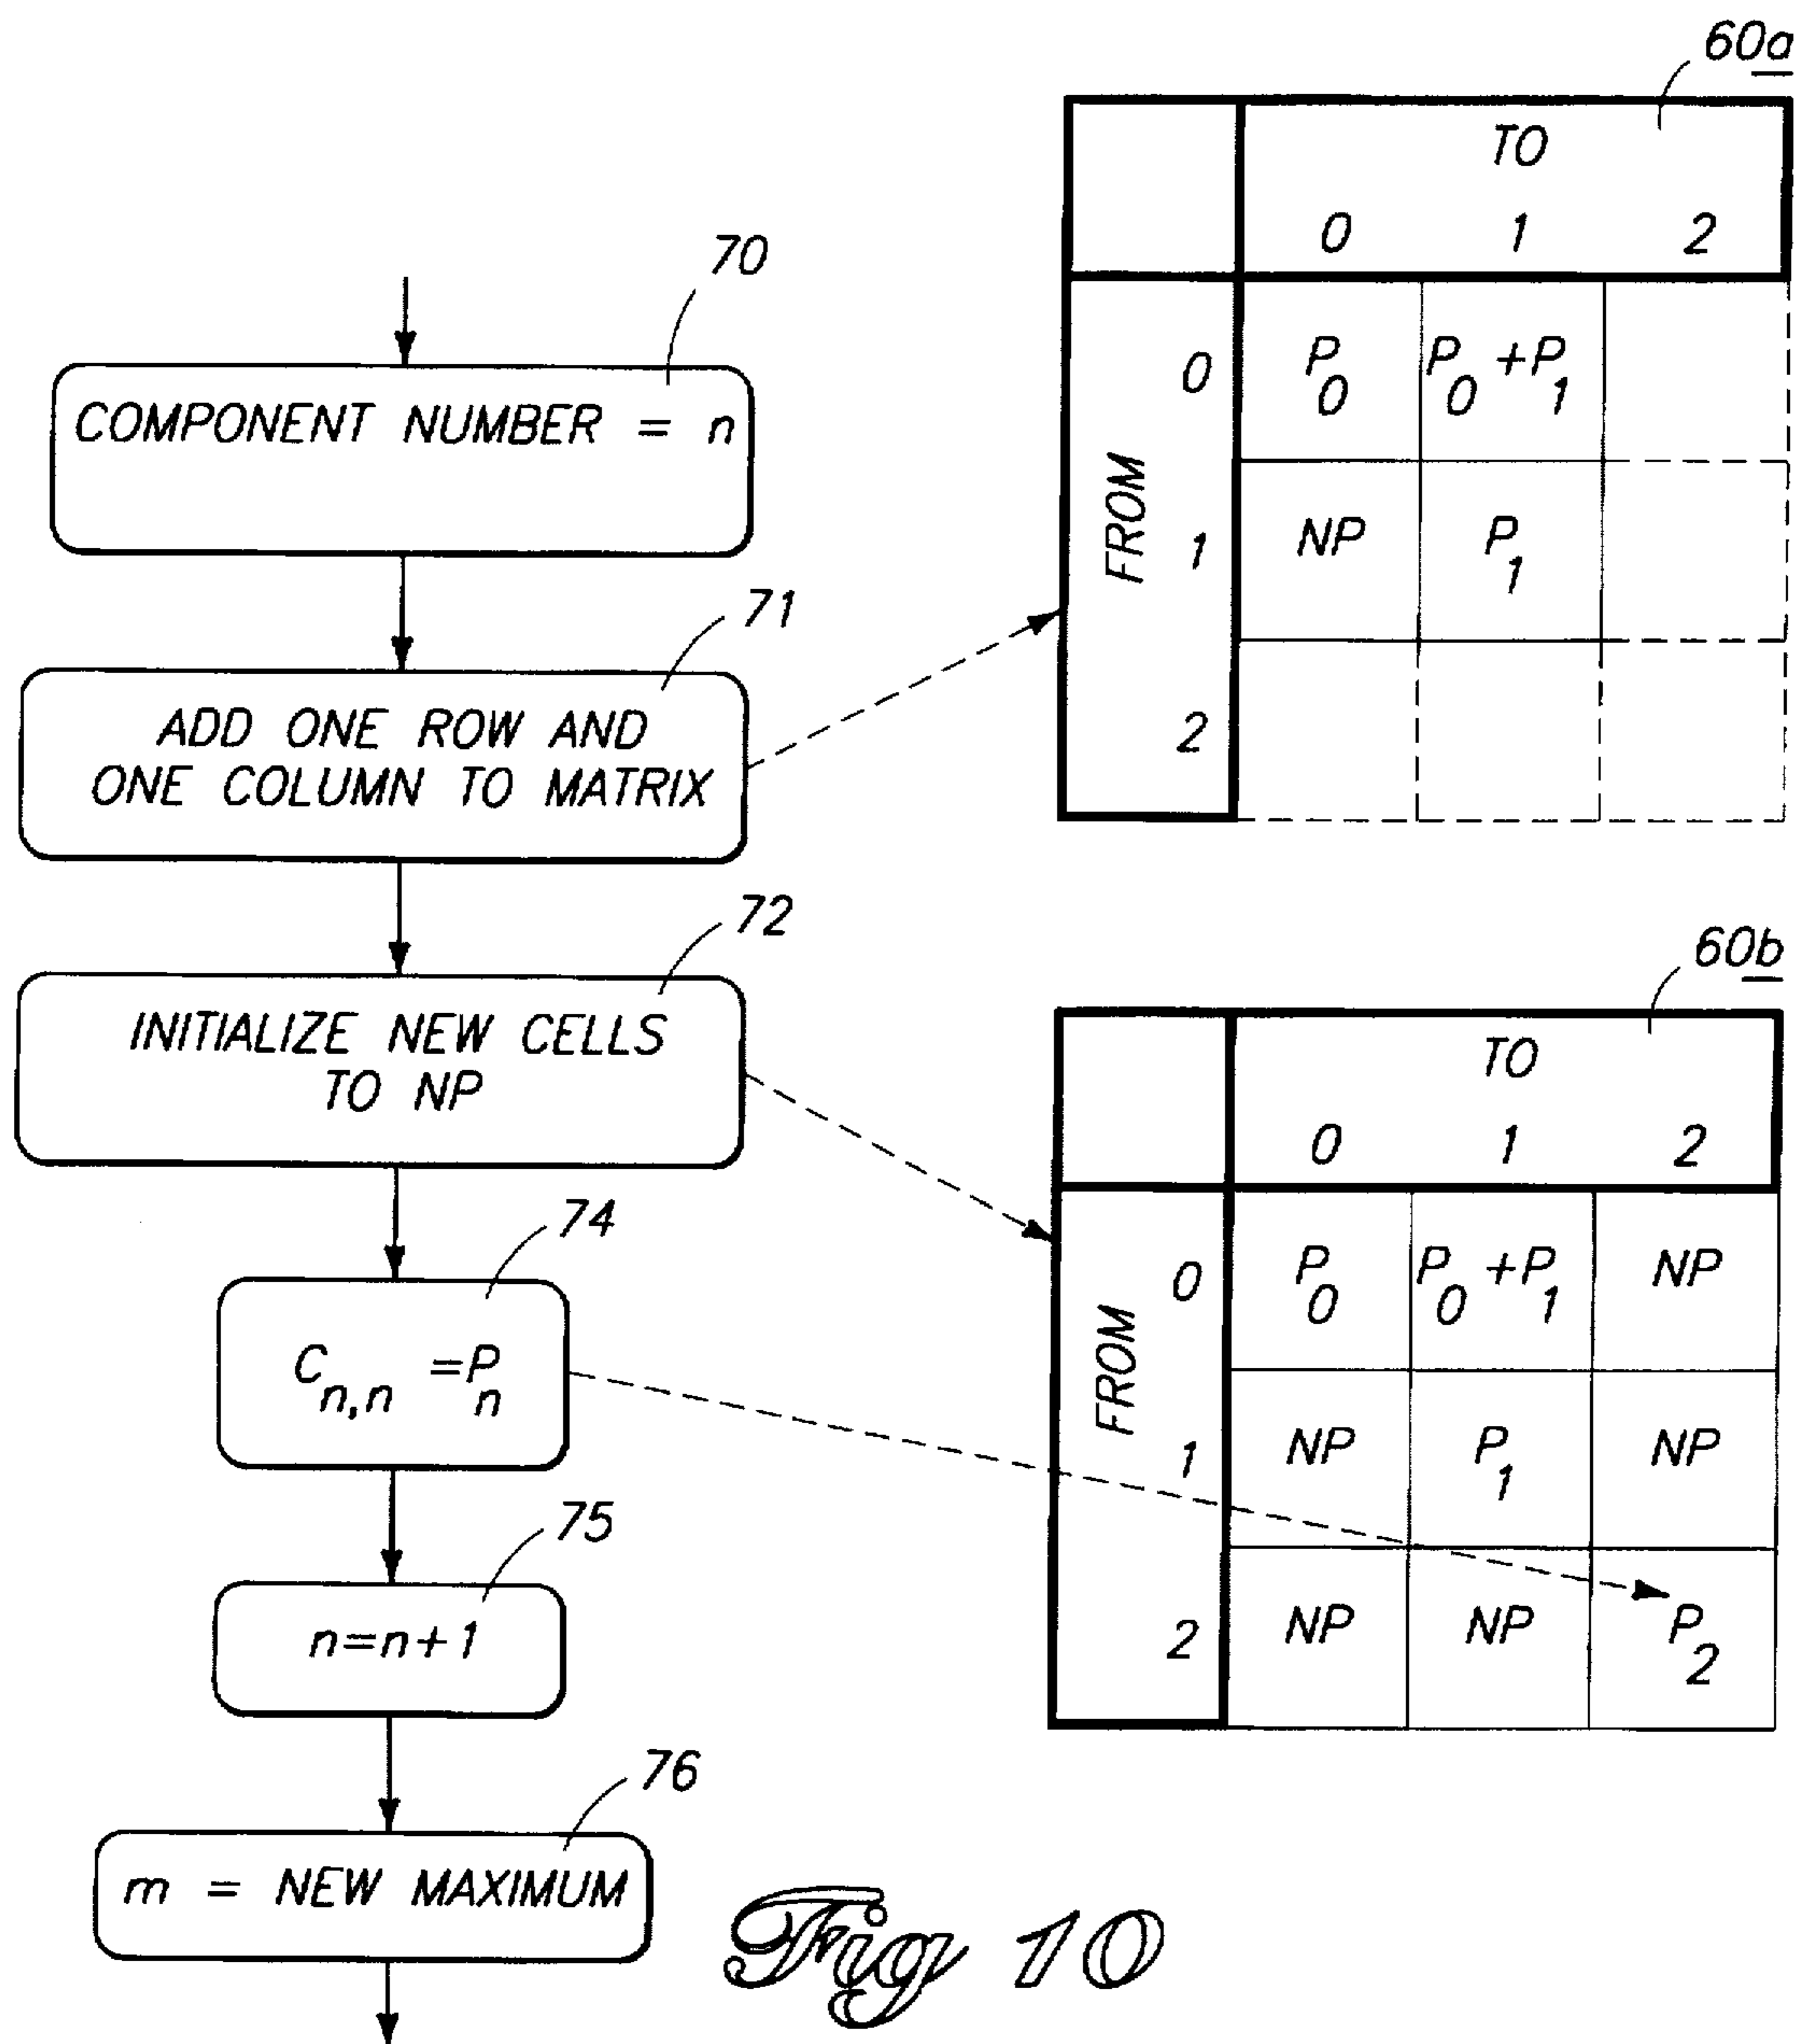 70
COMPONENT NUMBER = n
71
ADD ONE ROW AND
ONE COLUMN TO MATRIX
72
INITIALIZE NEW CELLS
TO NP
74
C n,n = P n
75
n=n+1
76
m = NEW MAXIMUM
60a
TO
0 1 2
FROM
0 P0 P0+P1
1 NP P1
2
60b
TO
0 1 2
FROM
0 P0 P0+P1 NP
1 NP P1 NP
2 NP NP P2
Fig 10